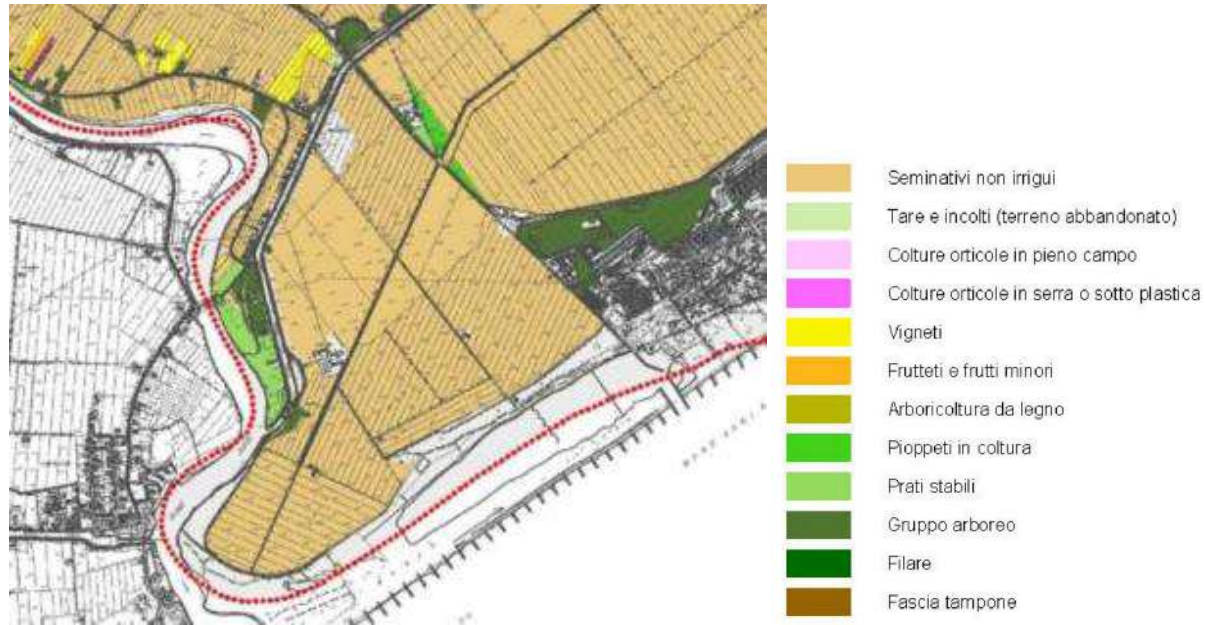 Seminativi non irrigui
Tare e incolti (terreno abbandonato)
Colture orticole in pieno campo
Colture orticole in serra o sotto plastica
Vigneti
Frutteti e frutti minori
Arboricoltura da legno
Pioppeti in coltura
Prati stabili
Gruppo arboreo
Filare
Fascia tampone